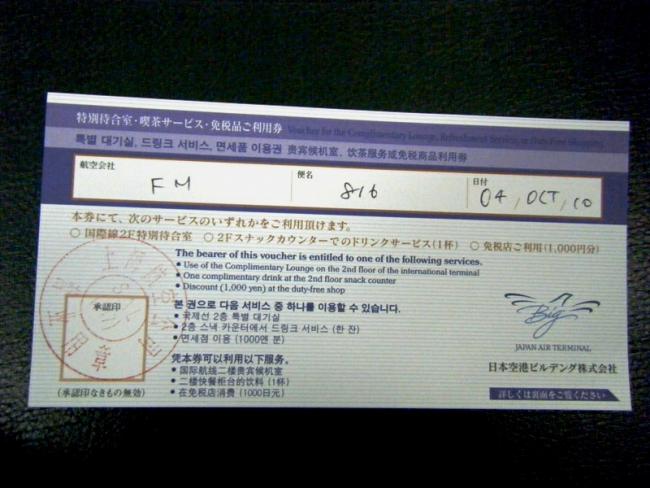 特別待合室・喫茶サービス・免税品ご利用券 Voucher for the Complimentary Lounge, Refreshment Service, or Duty-Free Shopping
특별 대기실, 드링크 서비스, 면세품 이용권 贵宾候机室, 饮茶服务或免税商品利用券
航空会社 便名 日付
FM 816 04, OCT, 10
本券にて、次のサービスのいずれかをご利用頂けます。
○ 国際線2F特別待合室 ○ 2Fスナックカウンターでのドリンクサービス(1杯) ○ 免税店ご利用(1,000円分)
The bearer of this voucher is entitled to one of the following services.
● Use of the Complimentary Lounge on the 2nd floor of the international terminal
● One complimentary drink at the 2nd floor snack counter
● Discount (1,000 yen) at the duty-free shop
본 권으로 다음 서비스 중 하나를 이용할 수 있습니다.
● 국제선 2층 특별 대기실
● 2층 스낵 카운터에서 드링크 서비스 (한 잔)
● 면세점 이용 (1000엔 분)
凭本券可以利用以下服务。
● 国际航线二楼贵宾候机室
● 二楼快餐柜台的饮料 (1杯)
● 在免税店消费 (1000日元)
承認印
(承認印なきもの無効)
Big
JAPAN AIR TERMINAL
日本空港ビルデング株式会社
詳しくは裏面をご覧ください